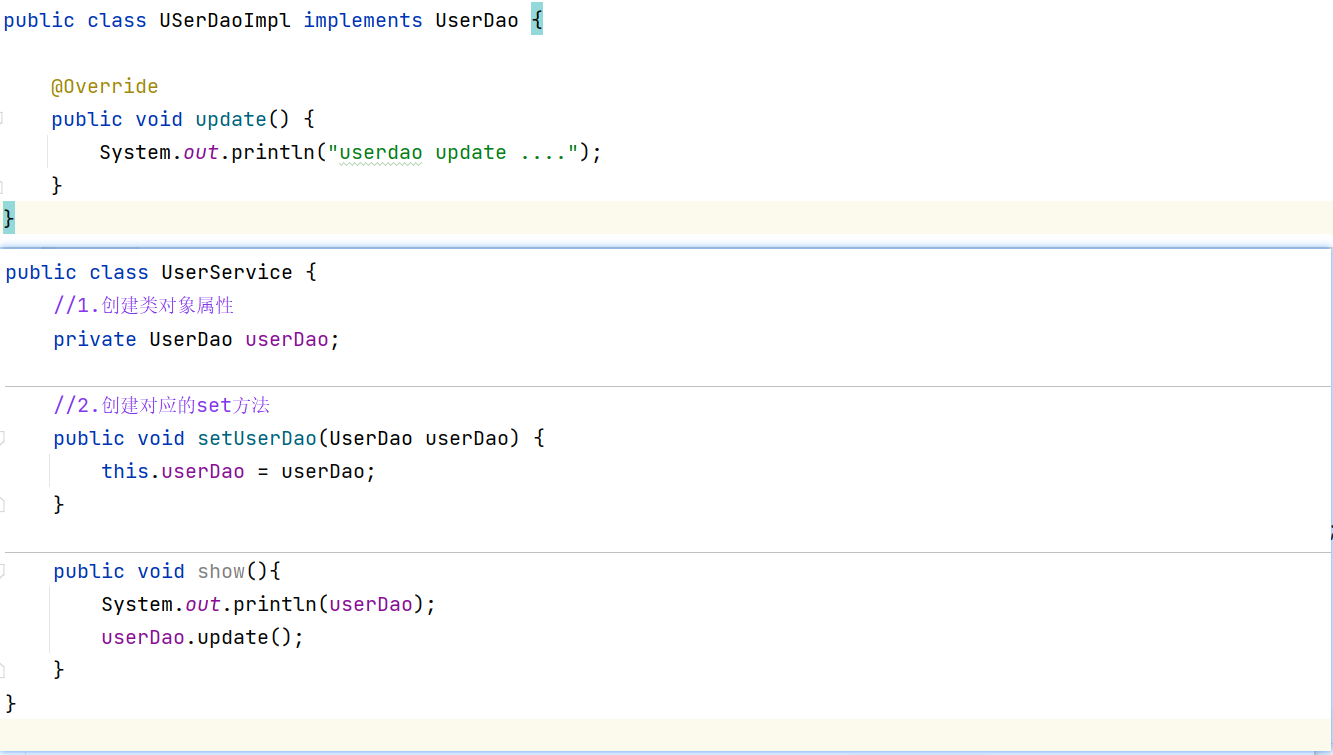 public class USerDaoImpl implements UserDao {
@Override
public void update() {
System.out.println("userdao update ....");
}
}
public class UserService {
//1.创建类对象属性
private UserDao userDao;
//2.创建对应的set方法
public void setUserDao(UserDao userDao) {
this.userDao = userDao;
}
public void show(){
System.out.println(userDao);
userDao.update();
}
}